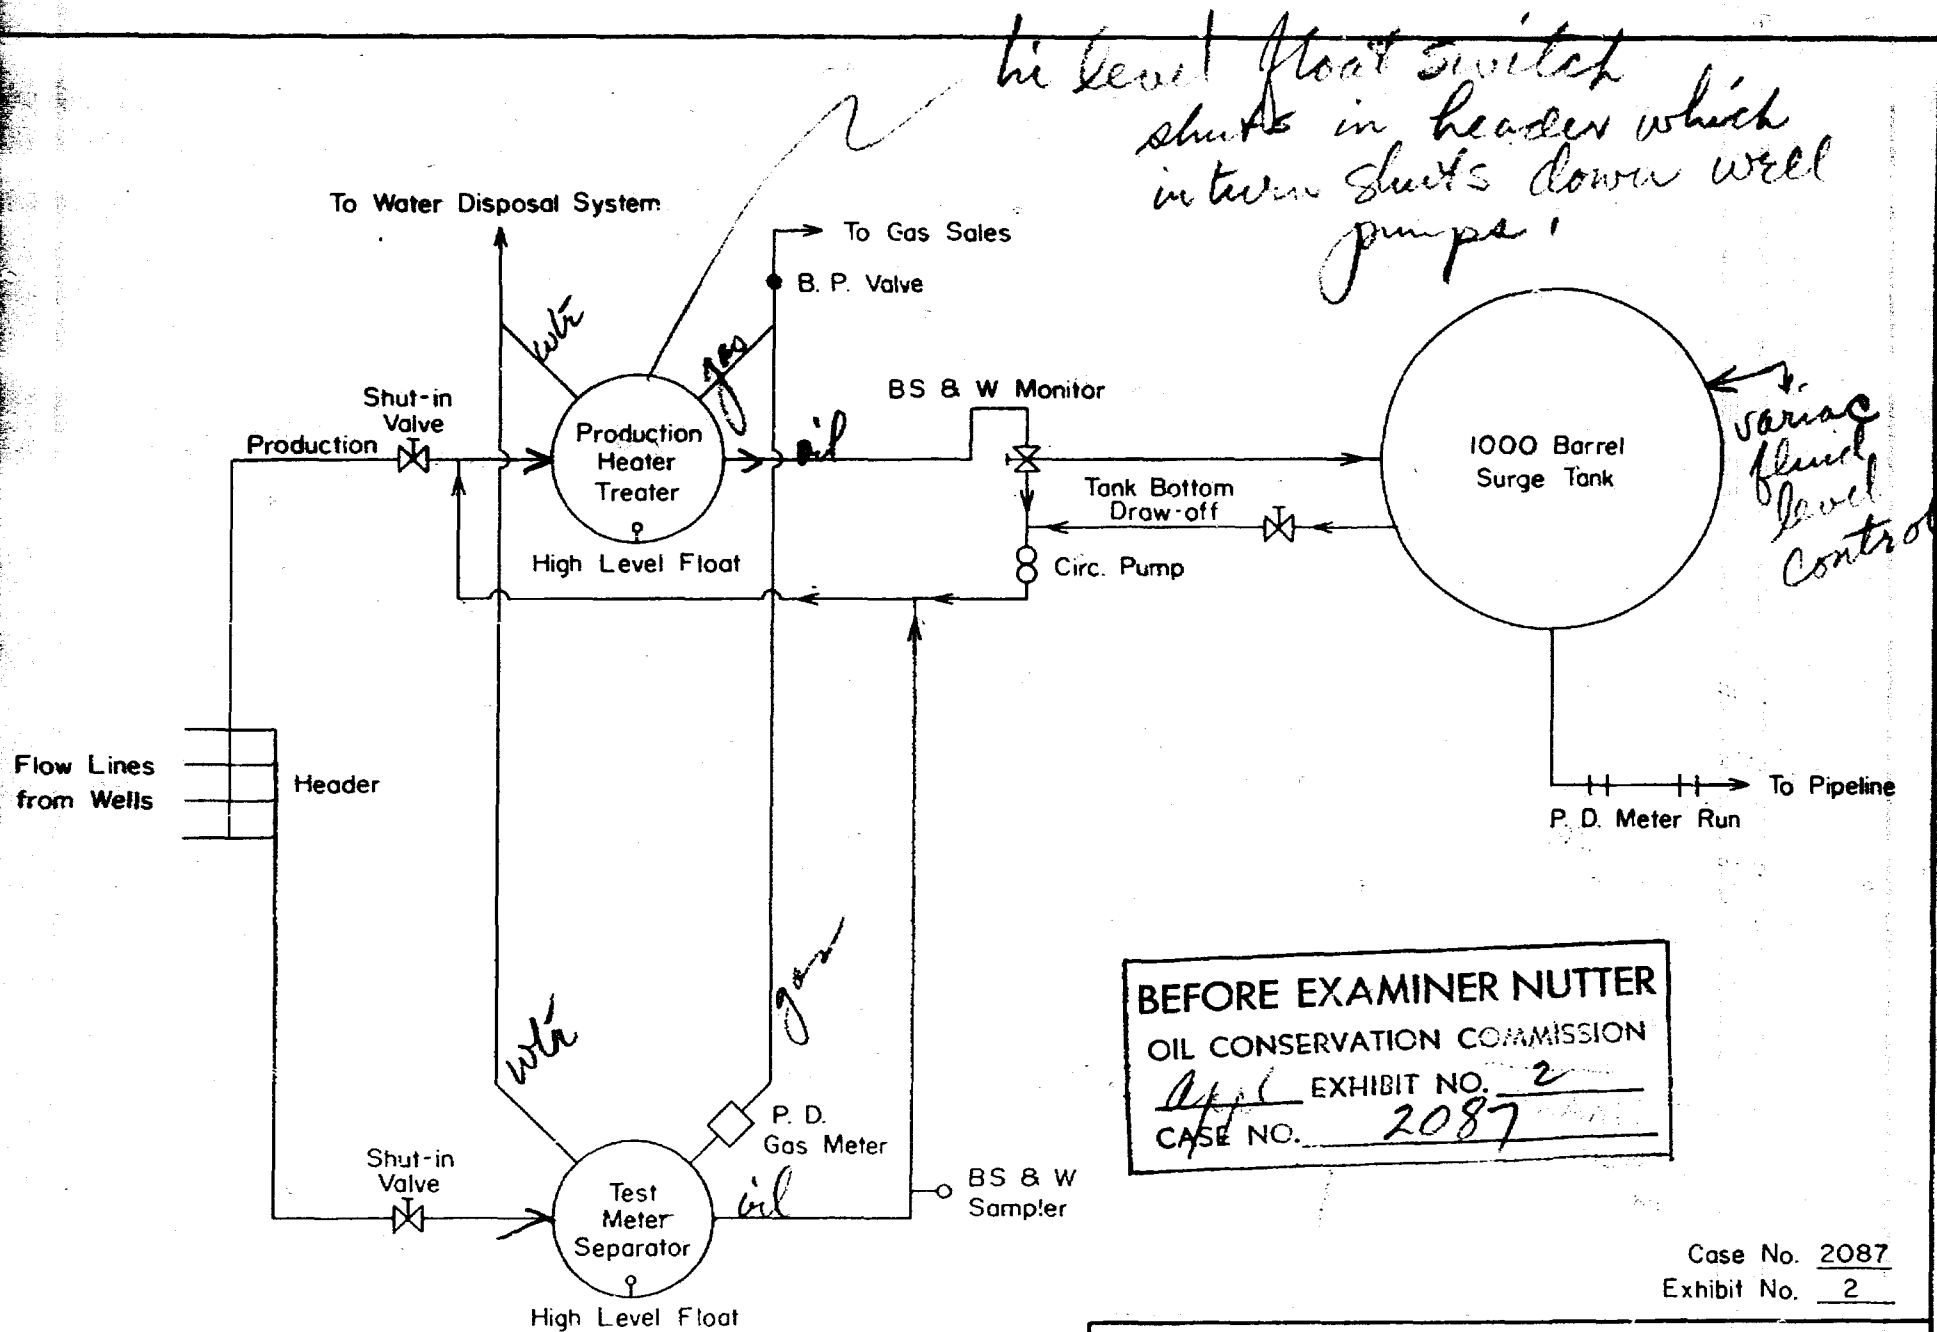 hi level float switch
shuts in header which
in turn shuts down well
pumps.
To Water Disposal System
To Gas Sales
B. P. Valve
wtr
gas
Shut-in
Valve
Production
Production
Heater
Treater
oil
BS & W Monitor
1000 Barrel
Surge Tank
variac
fluid
level
control
Tank Bottom
Draw-off
High Level Float
Circ. Pump
Flow Lines
from Wells
Header
To Pipeline
P. D. Meter Run
wtr
gas
BEFORE EXAMINER NUTTER
OIL CONSERVATION COMMISSION
Appl EXHIBIT NO. 2
CASE NO. 2087
P. D.
Gas Meter
Shut-in
Valve
Test
Meter
Separator
oil
BS & W
Sampler
High Level Float
Case No. 2087
Exhibit No. 2